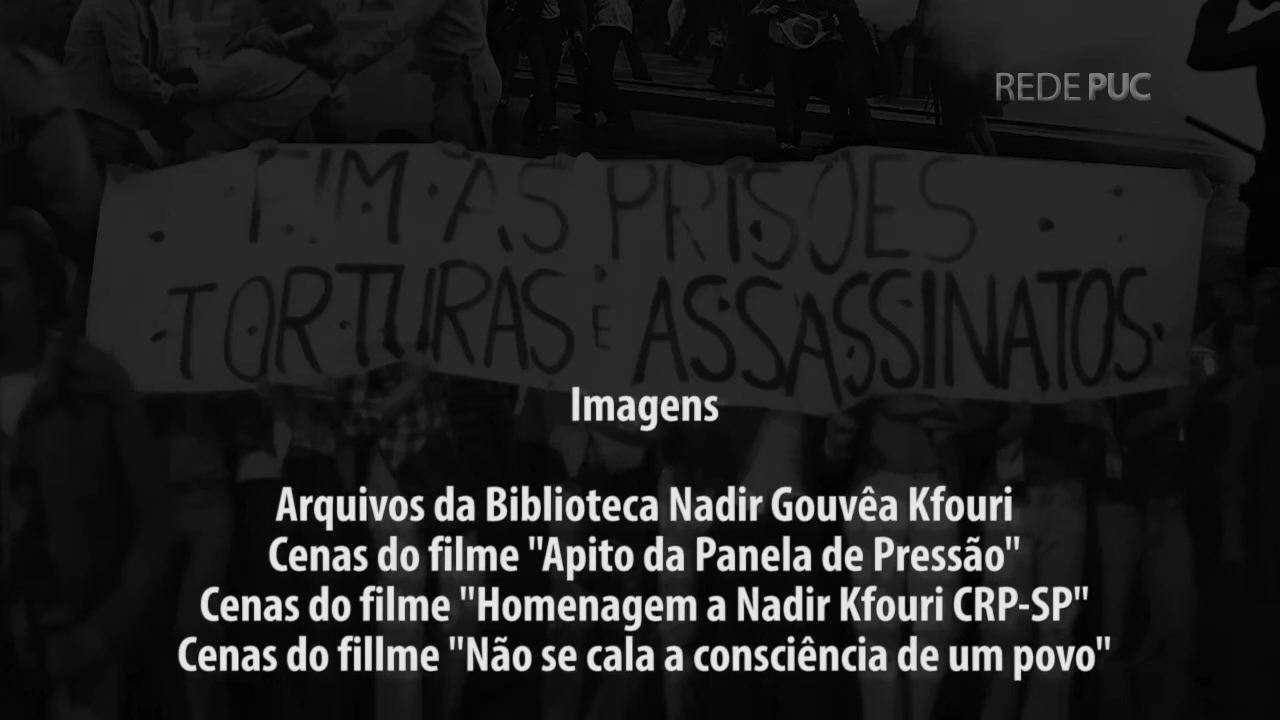 REDE PUC
FIM ÀS PRISÕES
TORTURAS E ASSASSINATOS
Imagens
Arquivos da Biblioteca Nadir Gouvêa Kfouri
Cenas do filme "Apito da Panela de Pressão"
Cenas do filme "Homenagem a Nadir Kfouri CRP-SP"
Cenas do fillme "Não se cala a consciência de um povo"